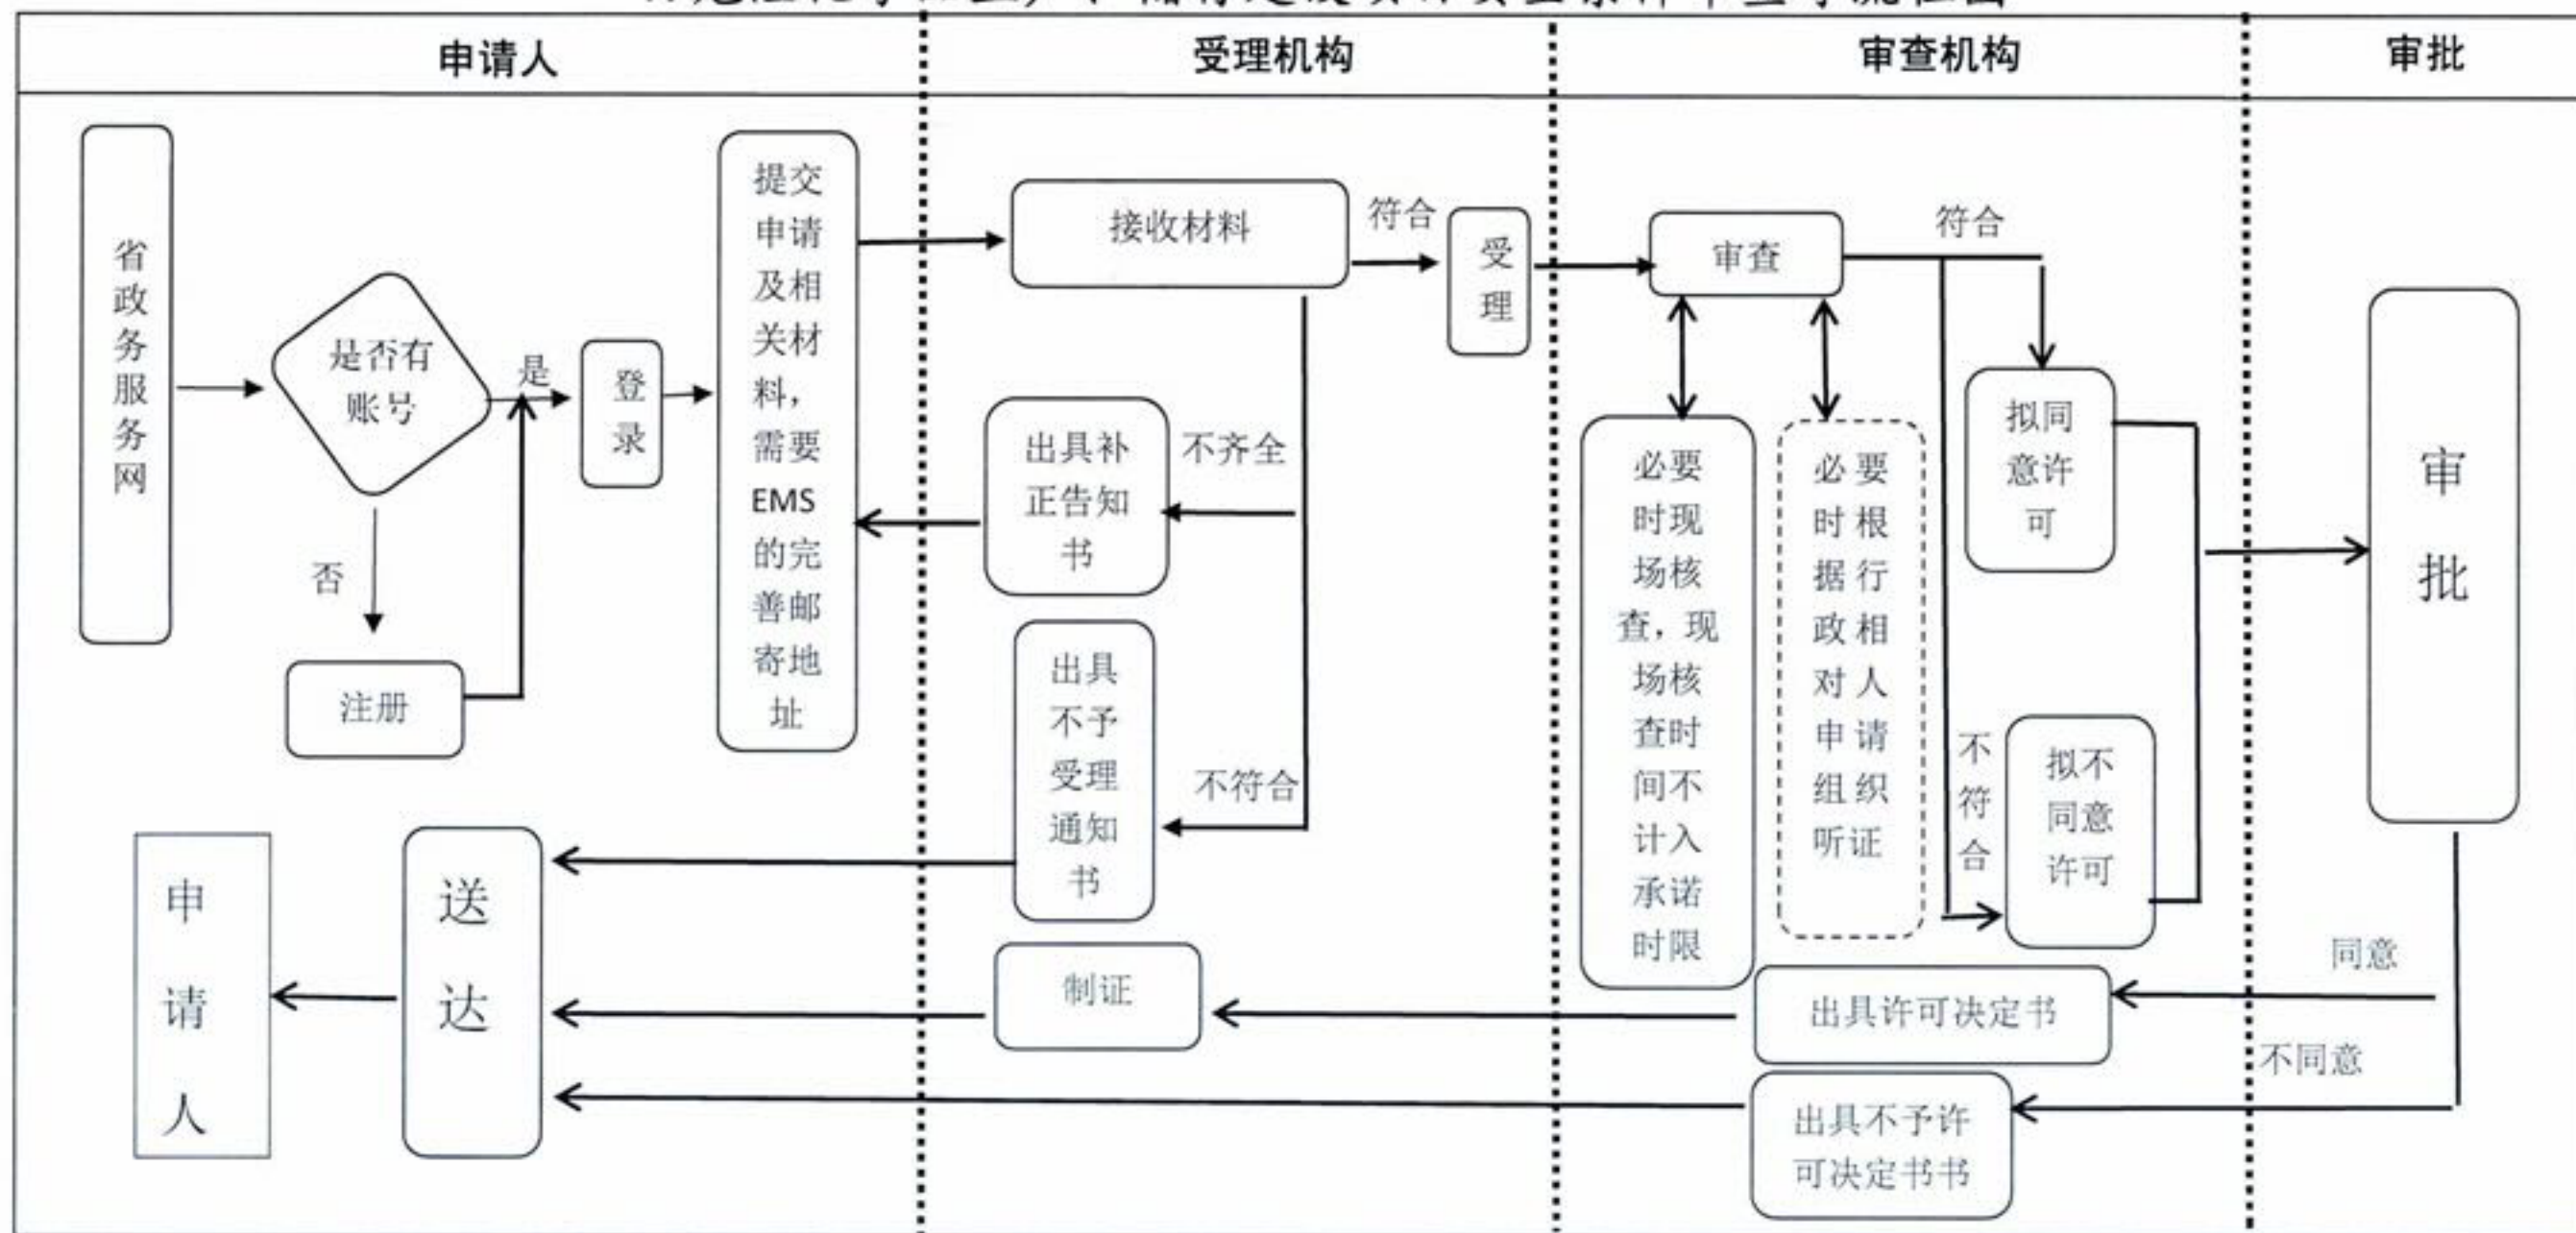 申请人
受理机构
审查机构
审批
省
政
务
服
务
网
是否有
账号
是
否
注册
登
录
提交
申请
及相
关材
料，
需要
EMS
的完
善邮
寄地
址
接收材料
符合
受
理
不齐全
出具补
正告知
书
不符合
出具
不予
受理
通知
书
审查
符合
必要
时现
场核
查，现
场核
查时
间不
计入
承诺
时限
必要
时根
据行
政相
对人
申请
组织
听证
不
符
合
拟同
意许
可
拟不
同意
许可
审
批
同意
不同意
出具许可决定书
出具不予许
可决定书书
制证
送
达
申
请
人